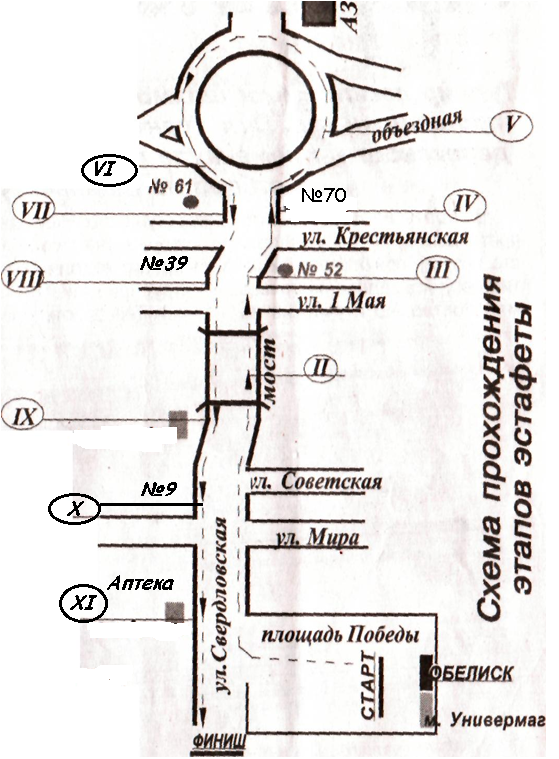 АЗ
объездная
V
VI
№ 61
№70
VII
IV
ул. Крестьянская
VIII
№39
№ 52
III
ул. 1 Мая
мост
II
IX
№9
ул. Советская
X
ул. Мира
XI
Аптека
ул. Свердловская
площадь Победы
СТАРТ
ОБЕЛИСК
м. Универмаг
ФИНИШ
Схема прохождения
этапов эстафеты